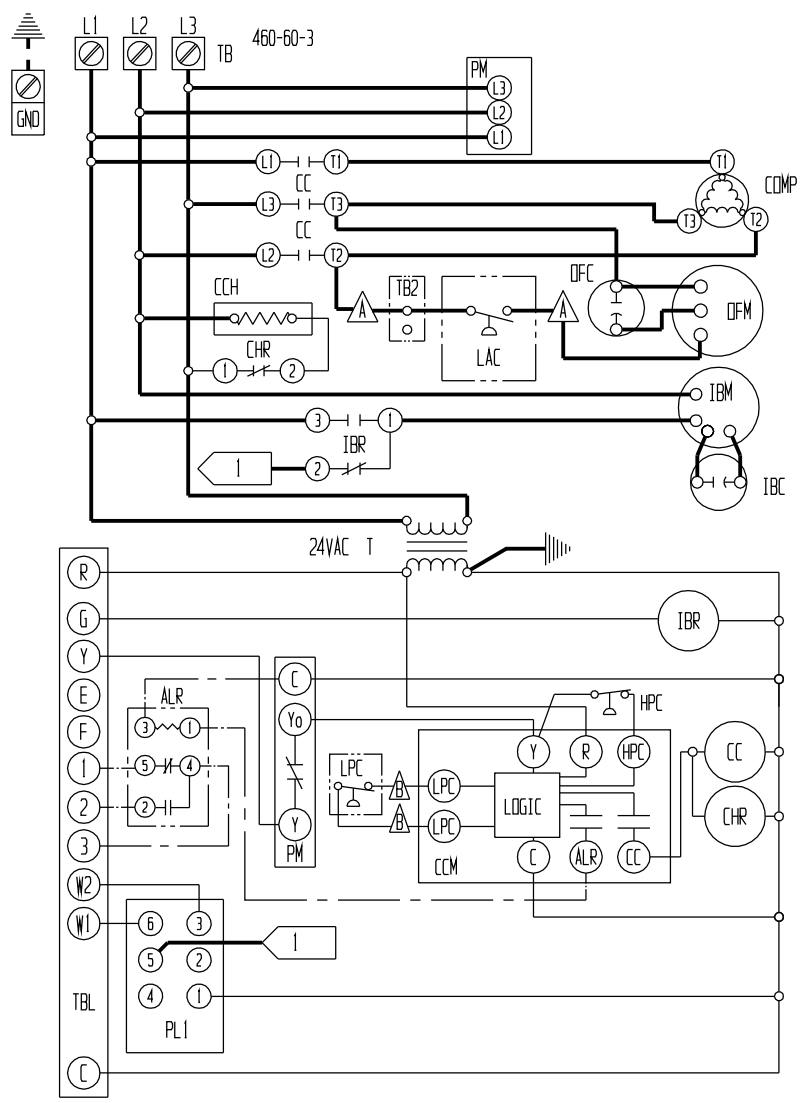 L1 L2 L3 460-60-3
TB
GND
PM
L3
L2
L1
L1 T1 T1
CC
COMP
L3 T3 T3 T2
CC
L2 T2
OFC
CCH TB2
A A OFM
LAC
CHR
1 2
IBM
3 1
IBR
1 2
IBC
24VAC T
R
G IBR
Y
C
E ALR
HPC
F 3 1 Yo
Y R HPC CC
1 5 4 LPC
B LPC LOGIC
2 2
B LPC CHR
Y
3 PM CCM C ALR CC
W2
W1 6 3
1
5 2
4 1
TBL
PL1
C